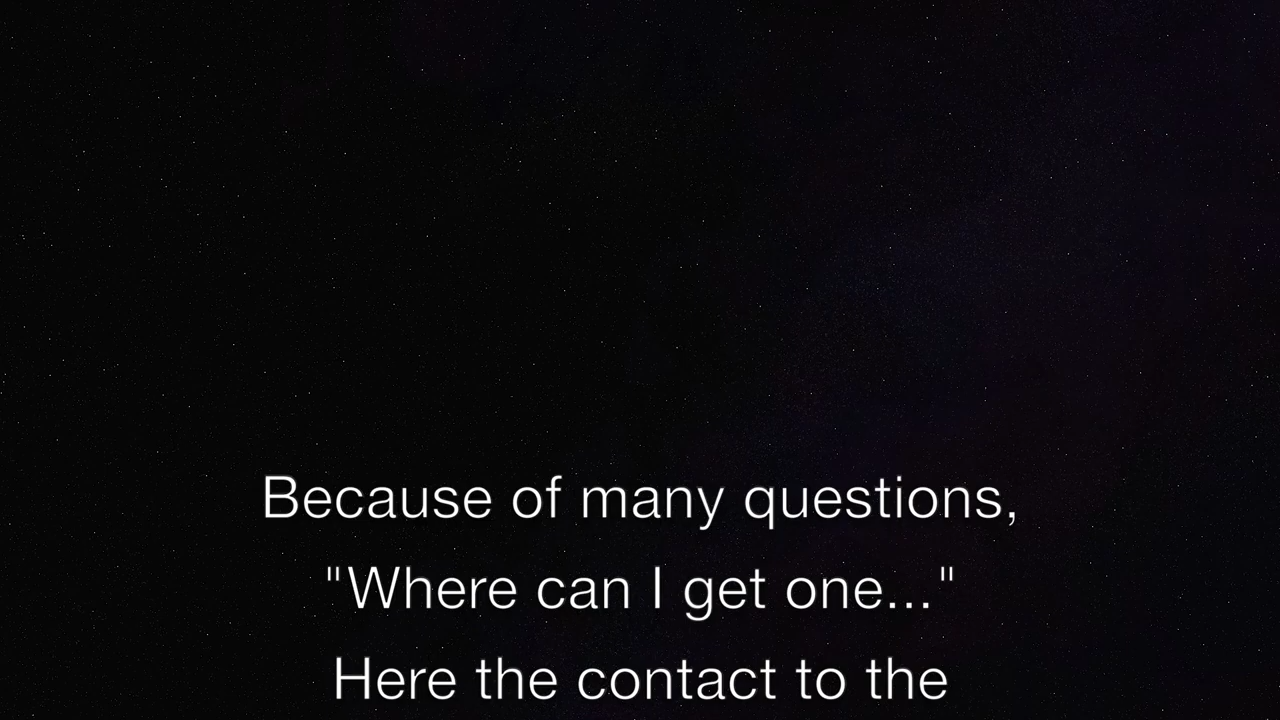 Because of many questions,
"Where can I get one..."
Here the contact to the